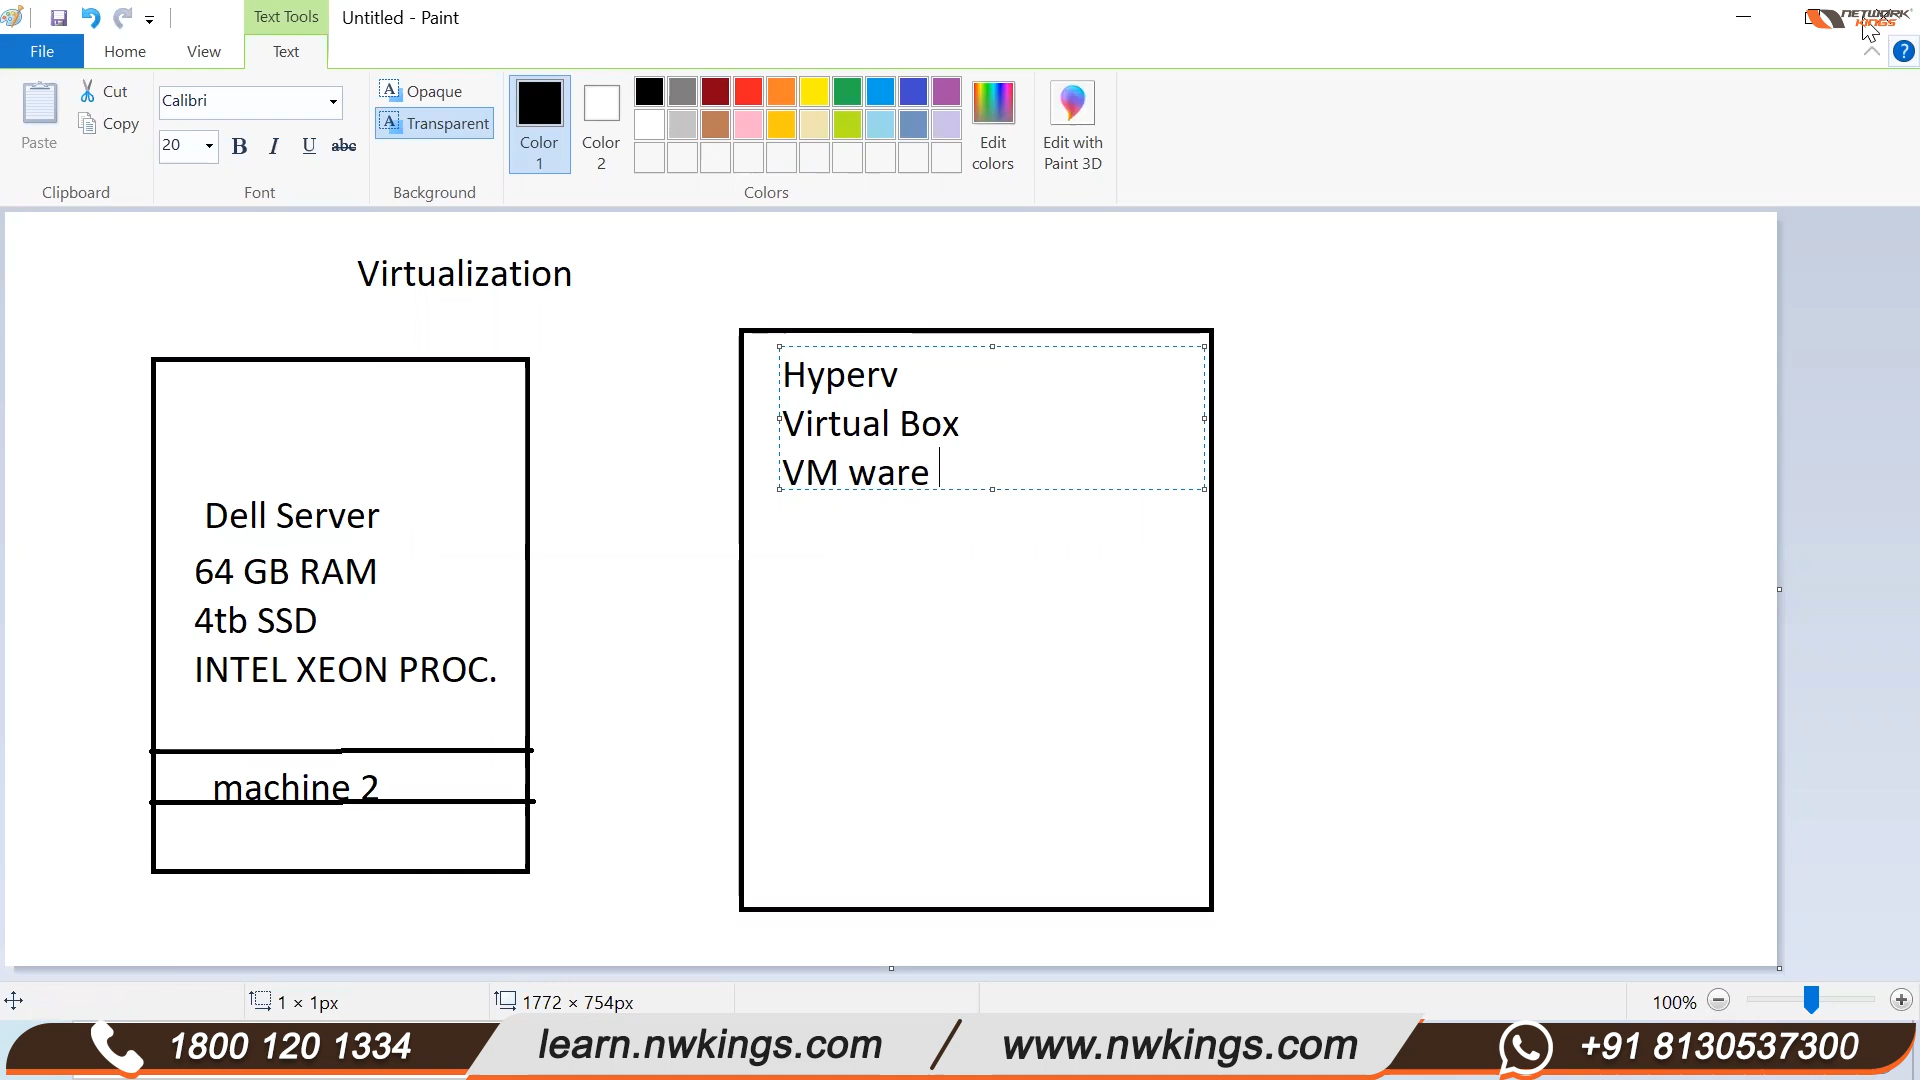 Text Tools
Untitled - Paint
NETWORK
KINGS
File
Home
View
Text
Paste
Cut
Copy
Clipboard
Calibri
20
B
I
U
abc
Font
A
Opaque
A
Transparent
Background
Color
1
Color
2
Colors
Edit
colors
Edit with
Paint 3D
?
Virtualization
Dell Server
64 GB RAM
4tb SSD
INTEL XEON PROC.
machine 2
Hyperv
Virtual Box
VM ware
1 × 1px
1772 × 754px
100%
1800 120 1334
learn.nwkings.com
/
www.nwkings.com
+91 8130537300